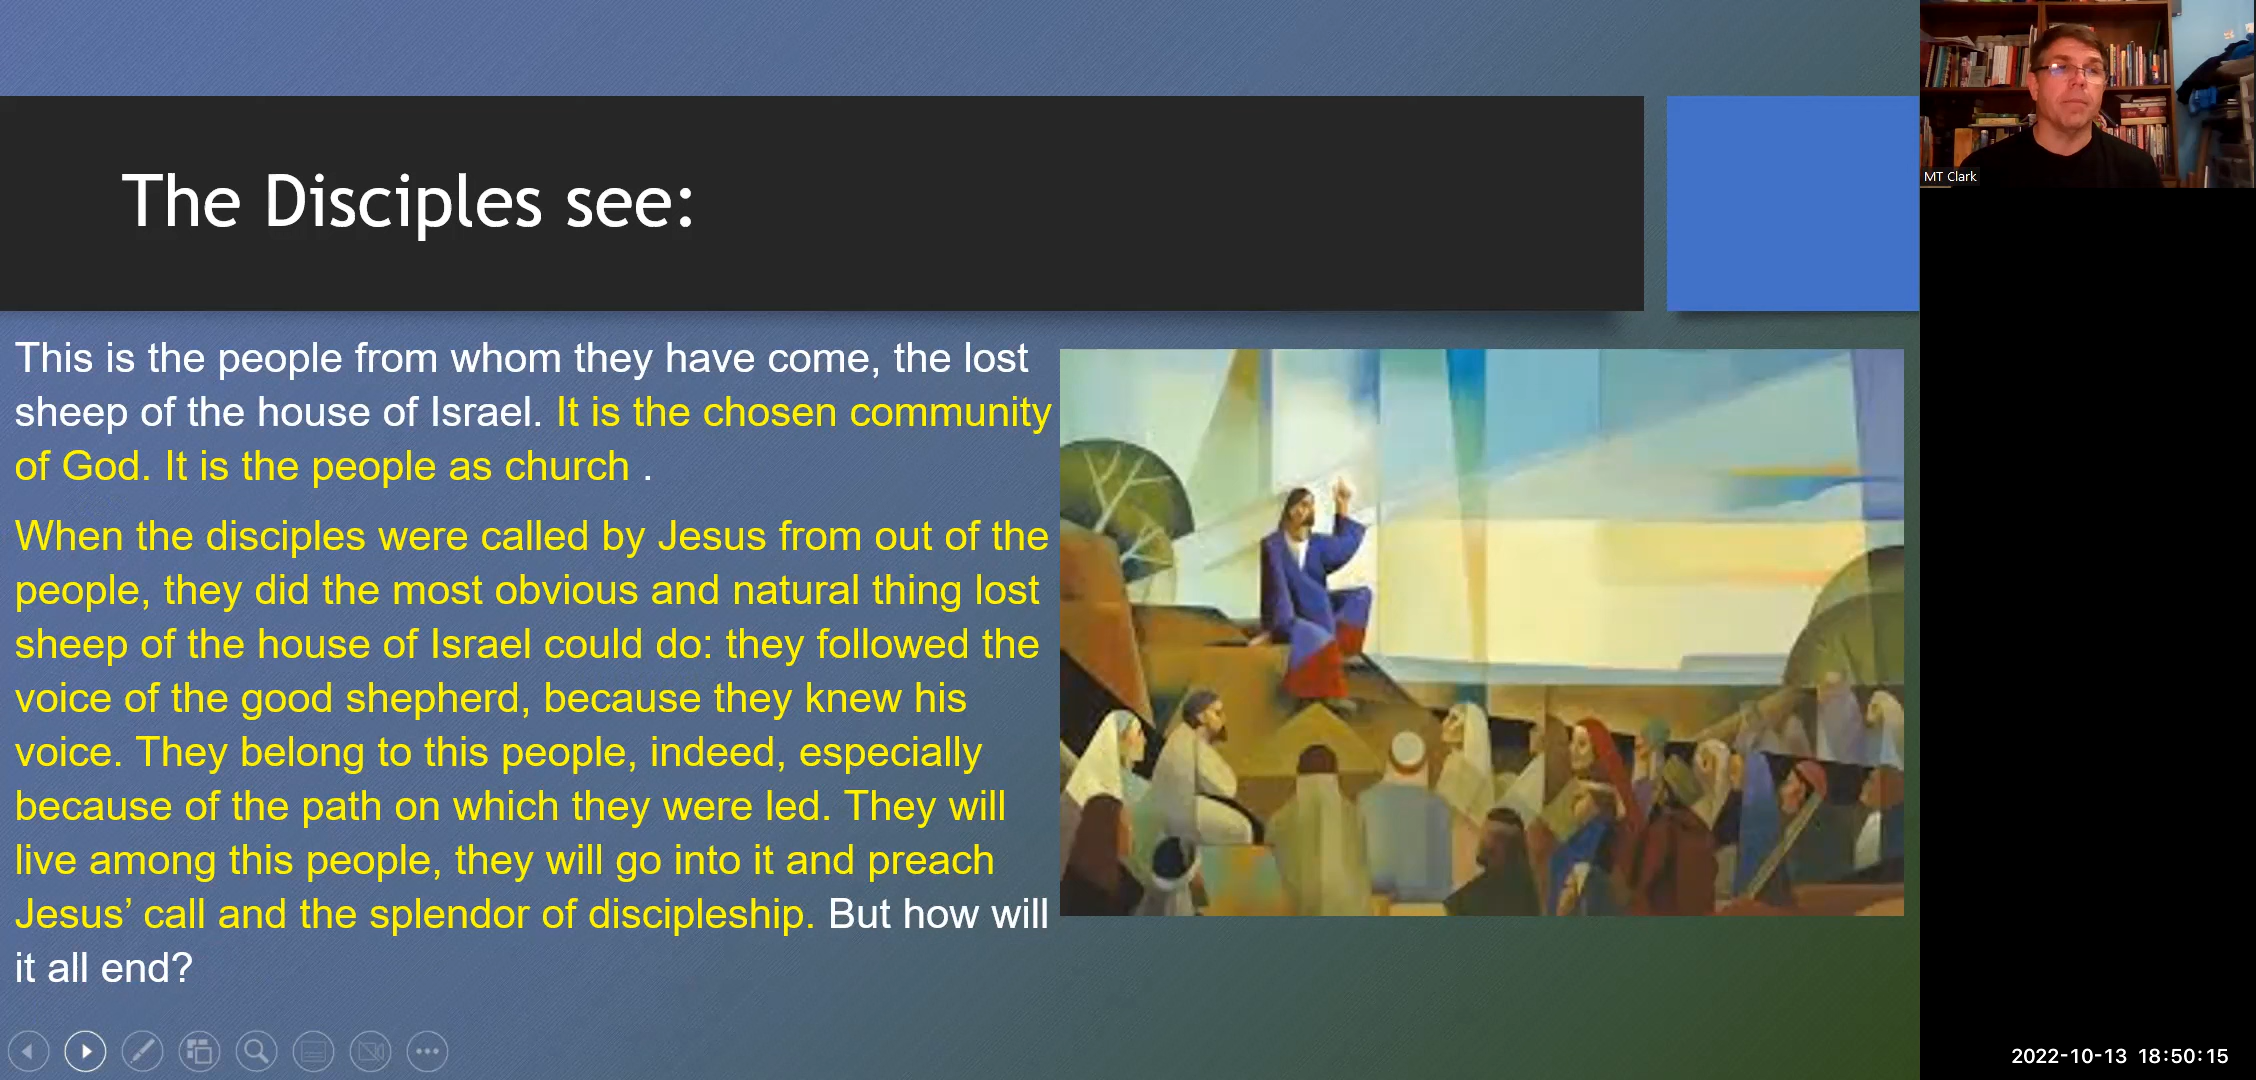 The Disciples see:
This is the people from whom they have come, the lost
sheep of the house of Israel. It is the chosen community
of God. It is the people as church .
When the disciples were called by Jesus from out of the
people, they did the most obvious and natural thing lost
sheep of the house of Israel could do: they followed the
voice of the good shepherd, because they knew his
voice. They belong to this people, indeed, especially
because of the path on which they were led. They will
live among this people, they will go into it and preach
Jesus’ call and the splendor of discipleship. But how will
it all end?
MT Clark
2022-10-13 18:50:15